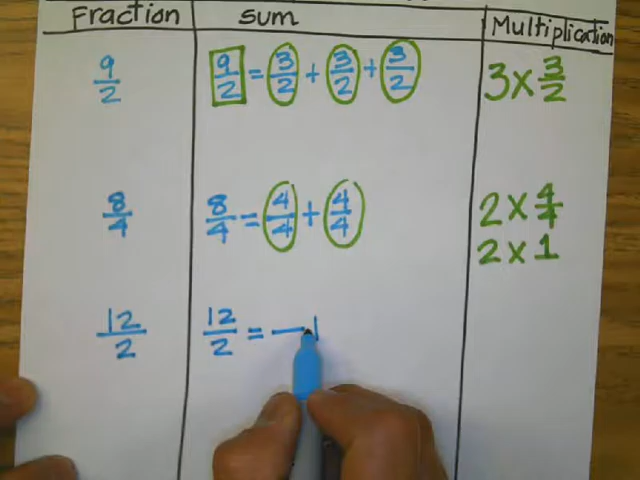 Fraction sum Multiplication
9/2 9/2 = 3/2 + 3/2 + 3/2 3 x 3/2
8/4 8/4 = 4/4 + 4/4 2 x 4/4
2 x 1
12/2 12/2 =